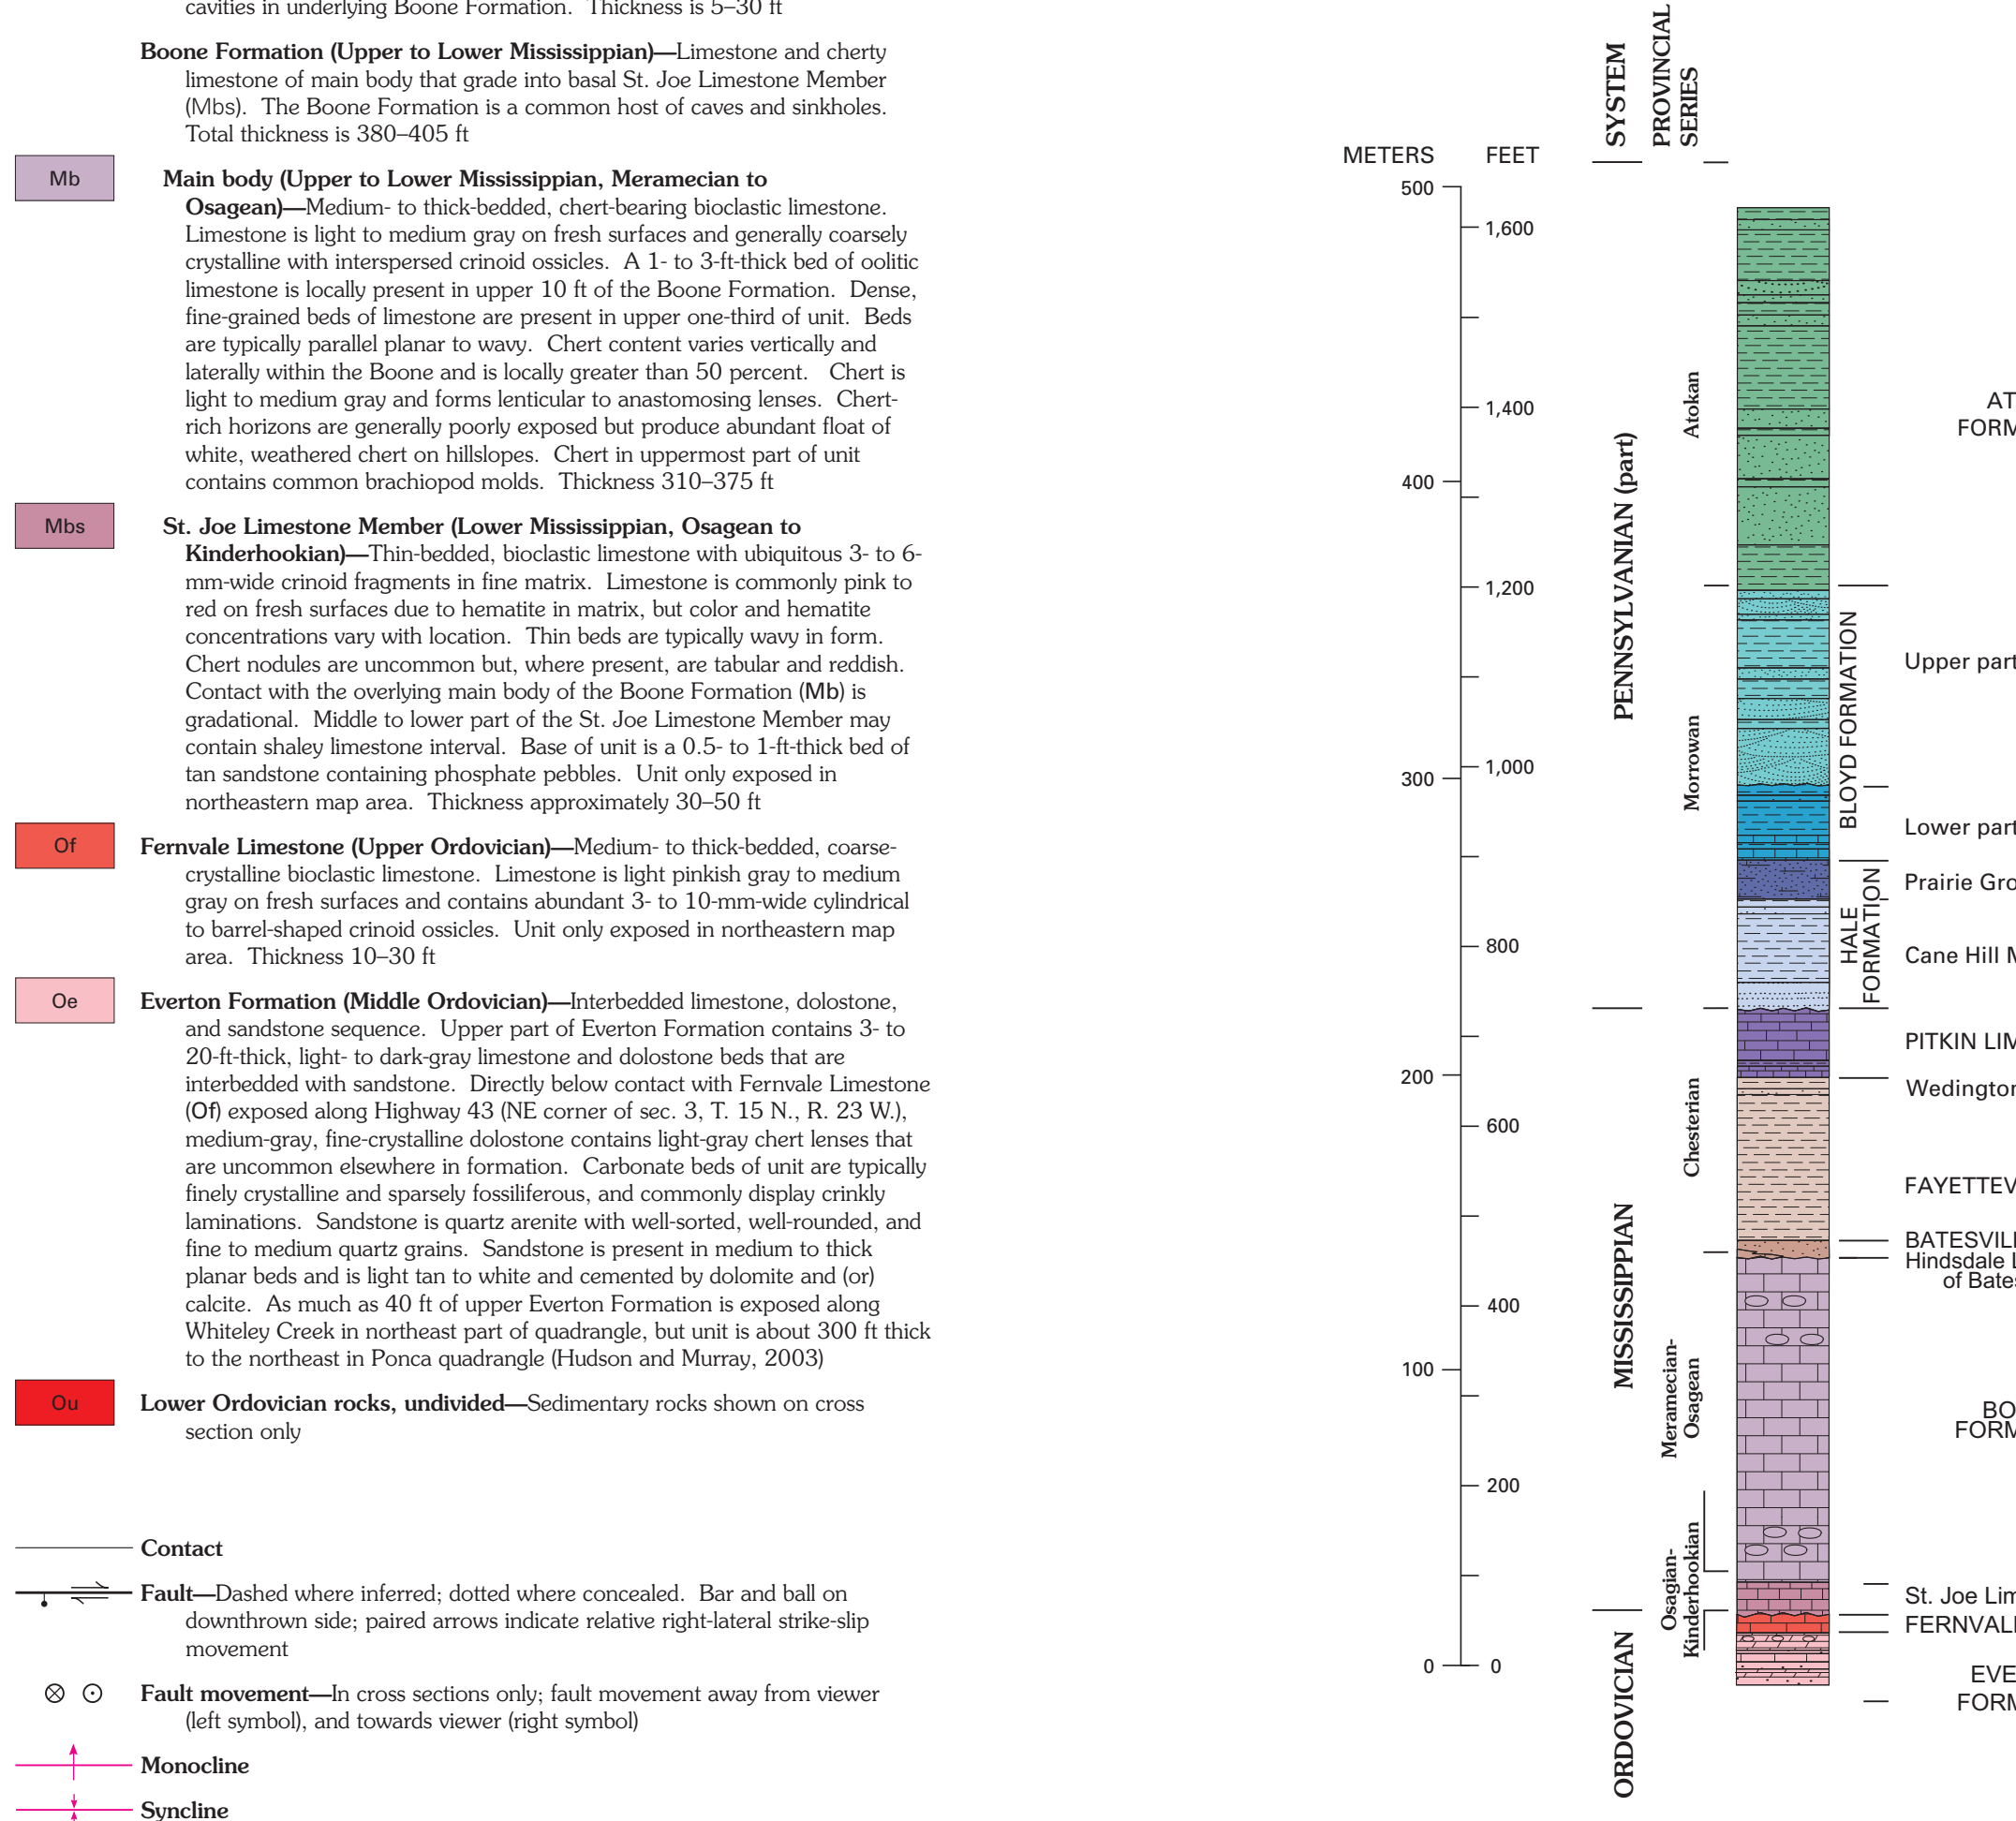 cavities in underlying Boone Formation. Thickness is 5–30 ft
Boone Formation (Upper to Lower Mississippian)—Limestone and cherty
limestone of main body that grade into basal St. Joe Limestone Member
(Mbs). The Boone Formation is a common host of caves and sinkholes.
Total thickness is 380–405 ft
Mb
Main body (Upper to Lower Mississippian, Meramecian to
Osagean)—Medium- to thick-bedded, chert-bearing bioclastic limestone.
Limestone is light to medium gray on fresh surfaces and generally coarsely
crystalline with interspersed crinoid ossicles. A 1- to 3-ft-thick bed of oolitic
limestone is locally present in upper 10 ft of the Boone Formation. Dense,
fine-grained beds of limestone are present in upper one-third of unit. Beds
are typically parallel planar to wavy. Chert content varies vertically and
laterally within the Boone and is locally greater than 50 percent. Chert is
light to medium gray and forms lenticular to anastomosing lenses. Chert-
rich horizons are generally poorly exposed but produce abundant float of
white, weathered chert on hillslopes. Chert in uppermost part of unit
contains common brachiopod molds. Thickness 310–375 ft
Mbs
St. Joe Limestone Member (Lower Mississippian, Osagean to
Kinderhookian)—Thin-bedded, bioclastic limestone with ubiquitous 3- to 6-
mm-wide crinoid fragments in fine matrix. Limestone is commonly pink to
red on fresh surfaces due to hematite in matrix, but color and hematite
concentrations vary with location. Thin beds are typically wavy in form.
Chert nodules are uncommon but, where present, are tabular and reddish.
Contact with the overlying main body of the Boone Formation (Mb) is
gradational. Middle to lower part of the St. Joe Limestone Member may
contain shaley limestone interval. Base of unit is a 0.5- to 1-ft-thick bed of
tan sandstone containing phosphate pebbles. Unit only exposed in
northeastern map area. Thickness approximately 30–50 ft
Of
Fernvale Limestone (Upper Ordovician)—Medium- to thick-bedded, coarse-
crystalline bioclastic limestone. Limestone is light pinkish gray to medium
gray on fresh surfaces and contains abundant 3- to 10-mm-wide cylindrical
to barrel-shaped crinoid ossicles. Unit only exposed in northeastern map
area. Thickness 10–30 ft
Oe
Everton Formation (Middle Ordovician)—Interbedded limestone, dolostone,
and sandstone sequence. Upper part of Everton Formation contains 3- to
20-ft-thick, light- to dark-gray limestone and dolostone beds that are
interbedded with sandstone. Directly below contact with Fernvale Limestone
(Of) exposed along Highway 43 (NE corner of sec. 3, T. 15 N., R. 23 W.),
medium-gray, fine-crystalline dolostone contains light-gray chert lenses that
are uncommon elsewhere in formation. Carbonate beds of unit are typically
finely crystalline and sparsely fossiliferous, and commonly display crinkly
laminations. Sandstone is quartz arenite with well-sorted, well-rounded, and
fine to medium quartz grains. Sandstone is present in medium to thick
planar beds and is light tan to white and cemented by dolomite and (or)
calcite. As much as 40 ft of upper Everton Formation is exposed along
Whiteley Creek in northeast part of quadrangle, but unit is about 300 ft thick
to the northeast in Ponca quadrangle (Hudson and Murray, 2003)
Ou
Lower Ordovician rocks, undivided—Sedimentary rocks shown on cross
section only
Contact
Fault—Dashed where inferred; dotted where concealed. Bar and ball on
downthrown side; paired arrows indicate relative right-lateral strike-slip
movement
Fault movement—In cross sections only; fault movement away from viewer
(left symbol), and towards viewer (right symbol)
Monocline
Syncline
METERS
FEET
SYSTEM
PROVINCIAL
SERIES
500
1,600
1,400
400
1,200
1,000
300
800
200
600
400
100
200
0
0
PENNSYLVANIAN (part)
MISSISSIPPIAN
ORDOVICIAN
Atokan
Morrowan
Chesterian
Meramecian-
Osagean
Osagian-
Kinderhookian
AT
FORM
BLOYD FORMATION
Upper part
Lower part
HALE
FORMATION
Prairie Gro
Cane Hill M
PITKIN LIM
Wedington
FAYETTEV
BATESVILL
Hindsdale L
of Bates
BO
FORM
St. Joe Lim
FERNVALE
EVE
FORM